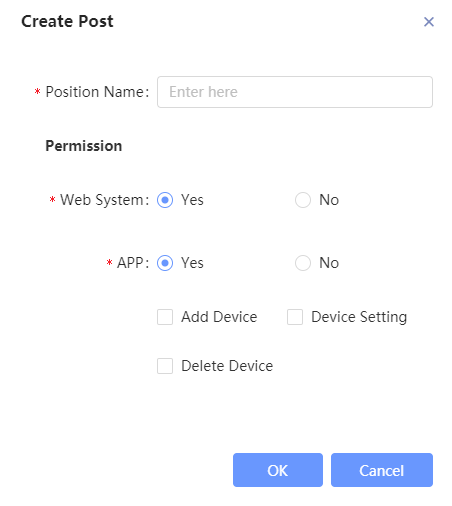 Create Post
* Position Name: Enter here
Permission
* Web System: Yes No
* APP: Yes No
Add Device Device Setting
Delete Device
OK Cancel